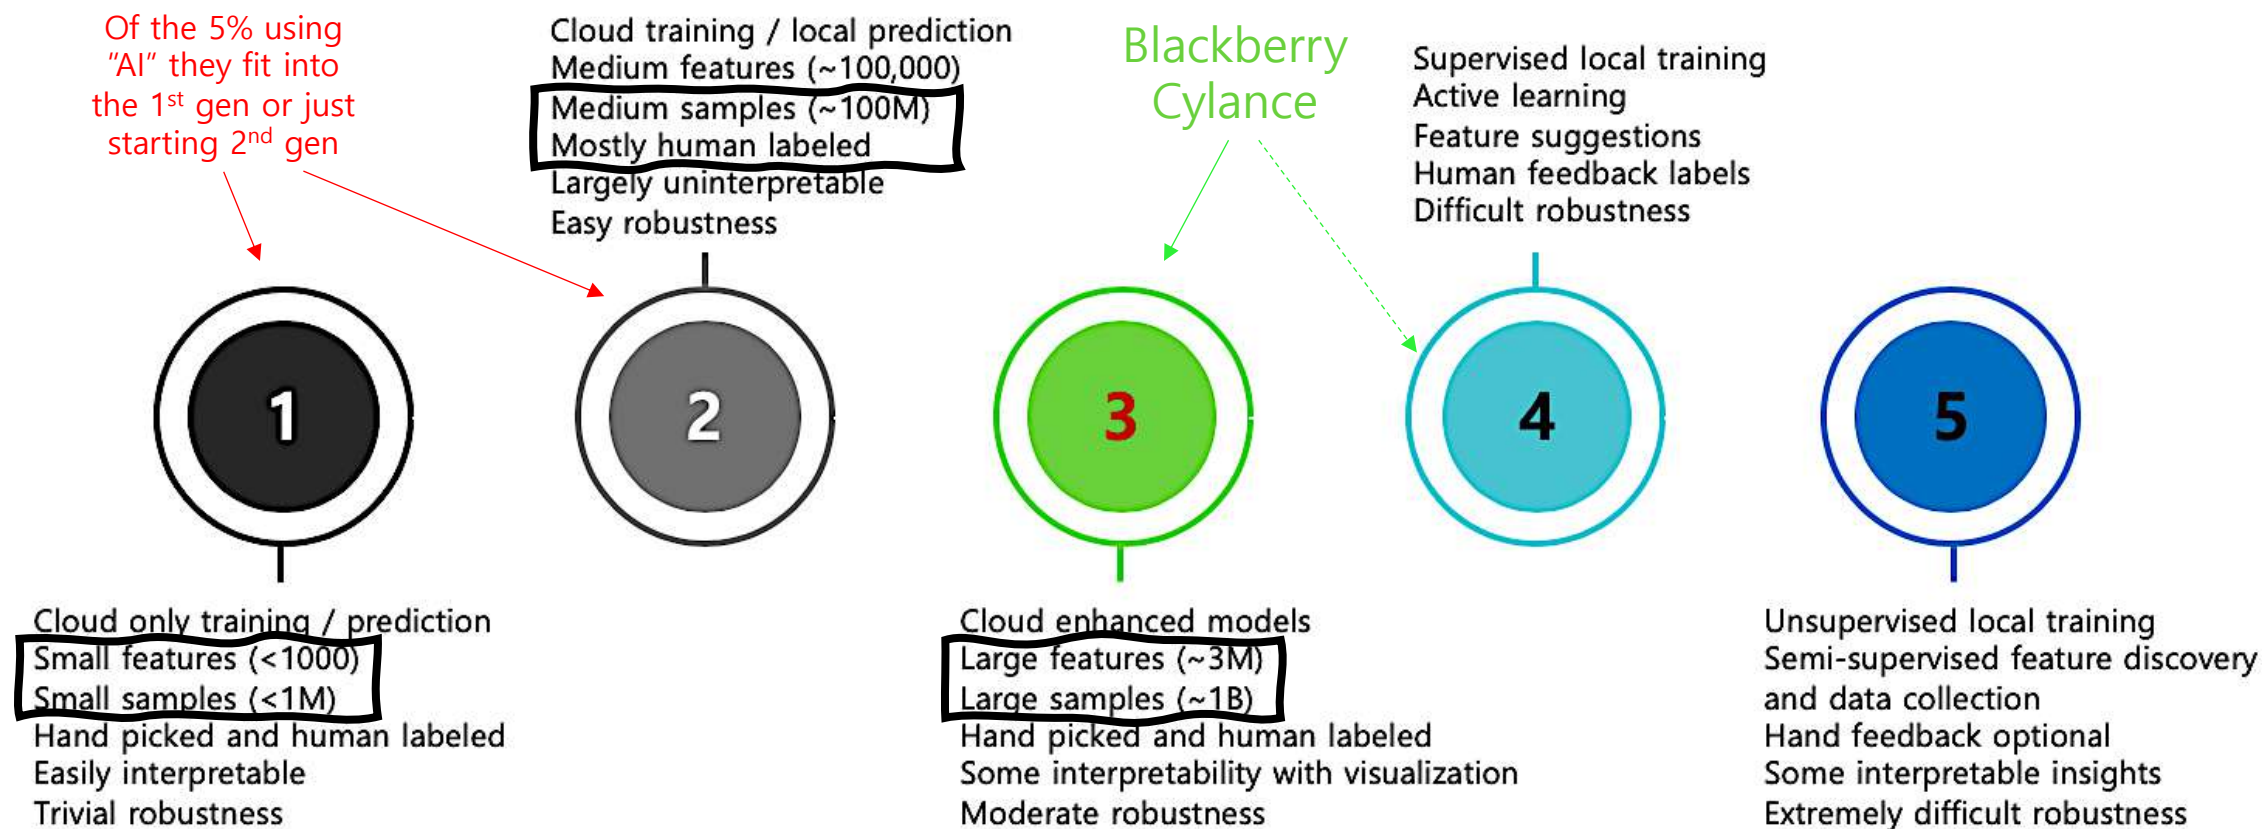 Of the 5% using
"AI" they fit into
the 1st gen or just
starting 2nd gen
Cloud training / local prediction
Medium features (~100,000)
Medium samples (~100M)
Mostly human labeled
Largely uninterpretable
Easy robustness
Blackberry
Cylance
Supervised local training
Active learning
Feature suggestions
Human feedback labels
Difficult robustness
1
2
3
4
5
Cloud only training / prediction
Small features (<1000)
Small samples (<1M)
Hand picked and human labeled
Easily interpretable
Trivial robustness
Cloud enhanced models
Large features (~3M)
Large samples (~1B)
Hand picked and human labeled
Some interpretability with visualization
Moderate robustness
Unsupervised local training
Semi-supervised feature discovery
and data collection
Hand feedback optional
Some interpretable insights
Extremely difficult robustness